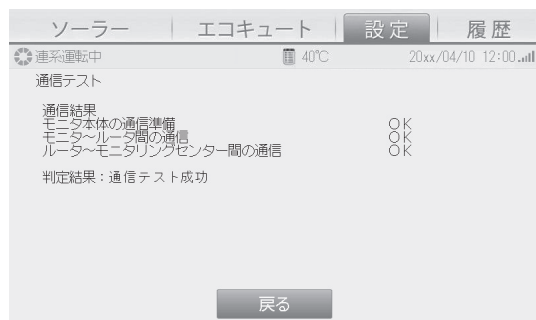 ソーラー エコキュート 設定 履歴
連系運転中 40℃ 20xx/04/10 12:00
通信テスト
通信結果
モニタ本体の通信準備 OK
モニタ～ルータ間の通信 OK
ルータ～モニタリングセンター間の通信 OK
判定結果：通信テスト成功
戻る